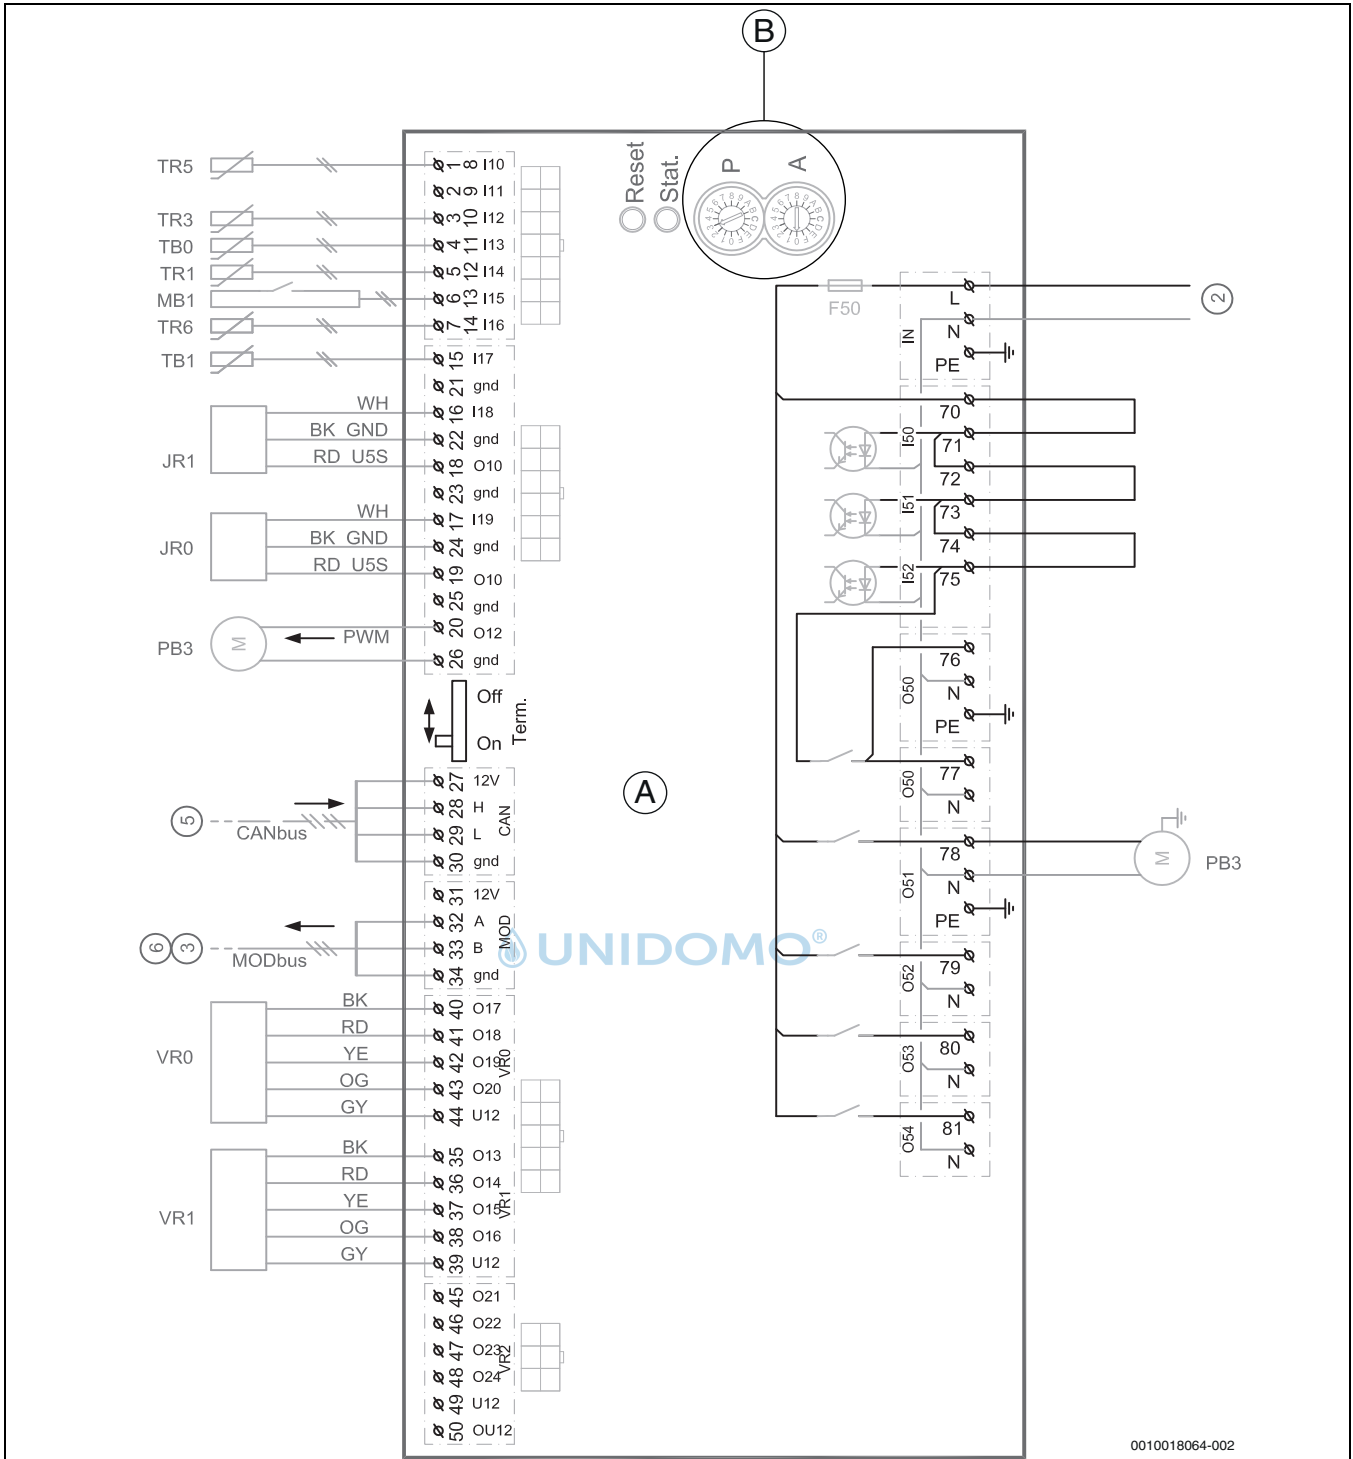 B
Reset
Stat.
P
A
TR5
1 8 I10
2 9 I11
TR3
3 10 I12
TB0
4 11 I13
TR1
5 12 I14
MB1
6 13 I15
TR6
7 14 I16
TB1
15 I17
21 gnd
JR1
WH
16 I18
BK GND
22 gnd
RD U5S
18 O10
23 gnd
JR0
WH
17 I19
BK GND
24 gnd
RD U5S
19 O10
25 gnd
PB3
M
PWM
20 O12
26 gnd
Off
On
Term.
A
5
CANbus
27 12V
28 H
29 L
30 gnd
CAN
6
3
MODbus
31 12V
32 A
33 B
34 gnd
MOD
UNIDOMO®
VR0
BK
40 O17
RD
41 O18
YE
42 O19
OG
43 O20
GY
44 U12
VR0
VR1
BK
35 O13
RD
36 O14
YE
37 O15
OG
38 O16
GY
39 U12
VR1
45 O21
46 O22
47 O23
48 O24
49 U12
50 OU12
VR2
F50
IN
L
N
PE
2
I50
70
71
72
I51
73
74
I52
75
O50
76
N
PE
O50
77
N
O51
78
N
PE
M
PB3
O52
79
N
O53
80
N
O54
81
N
0010018064-002